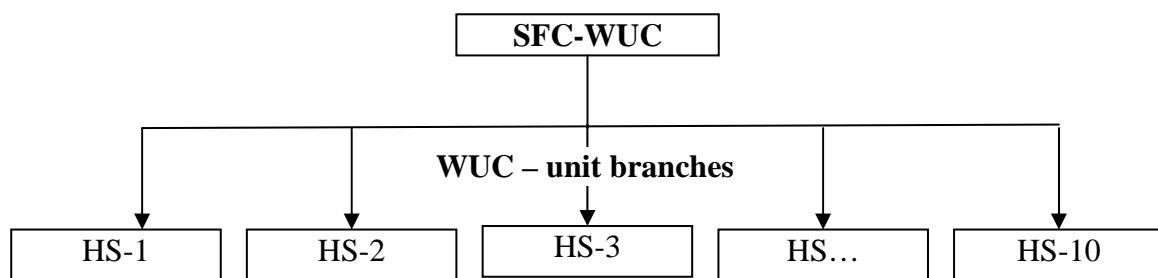 SFC-WUC
WUC – unit branches
HS-1
HS-2
HS-3
HS…
HS-10